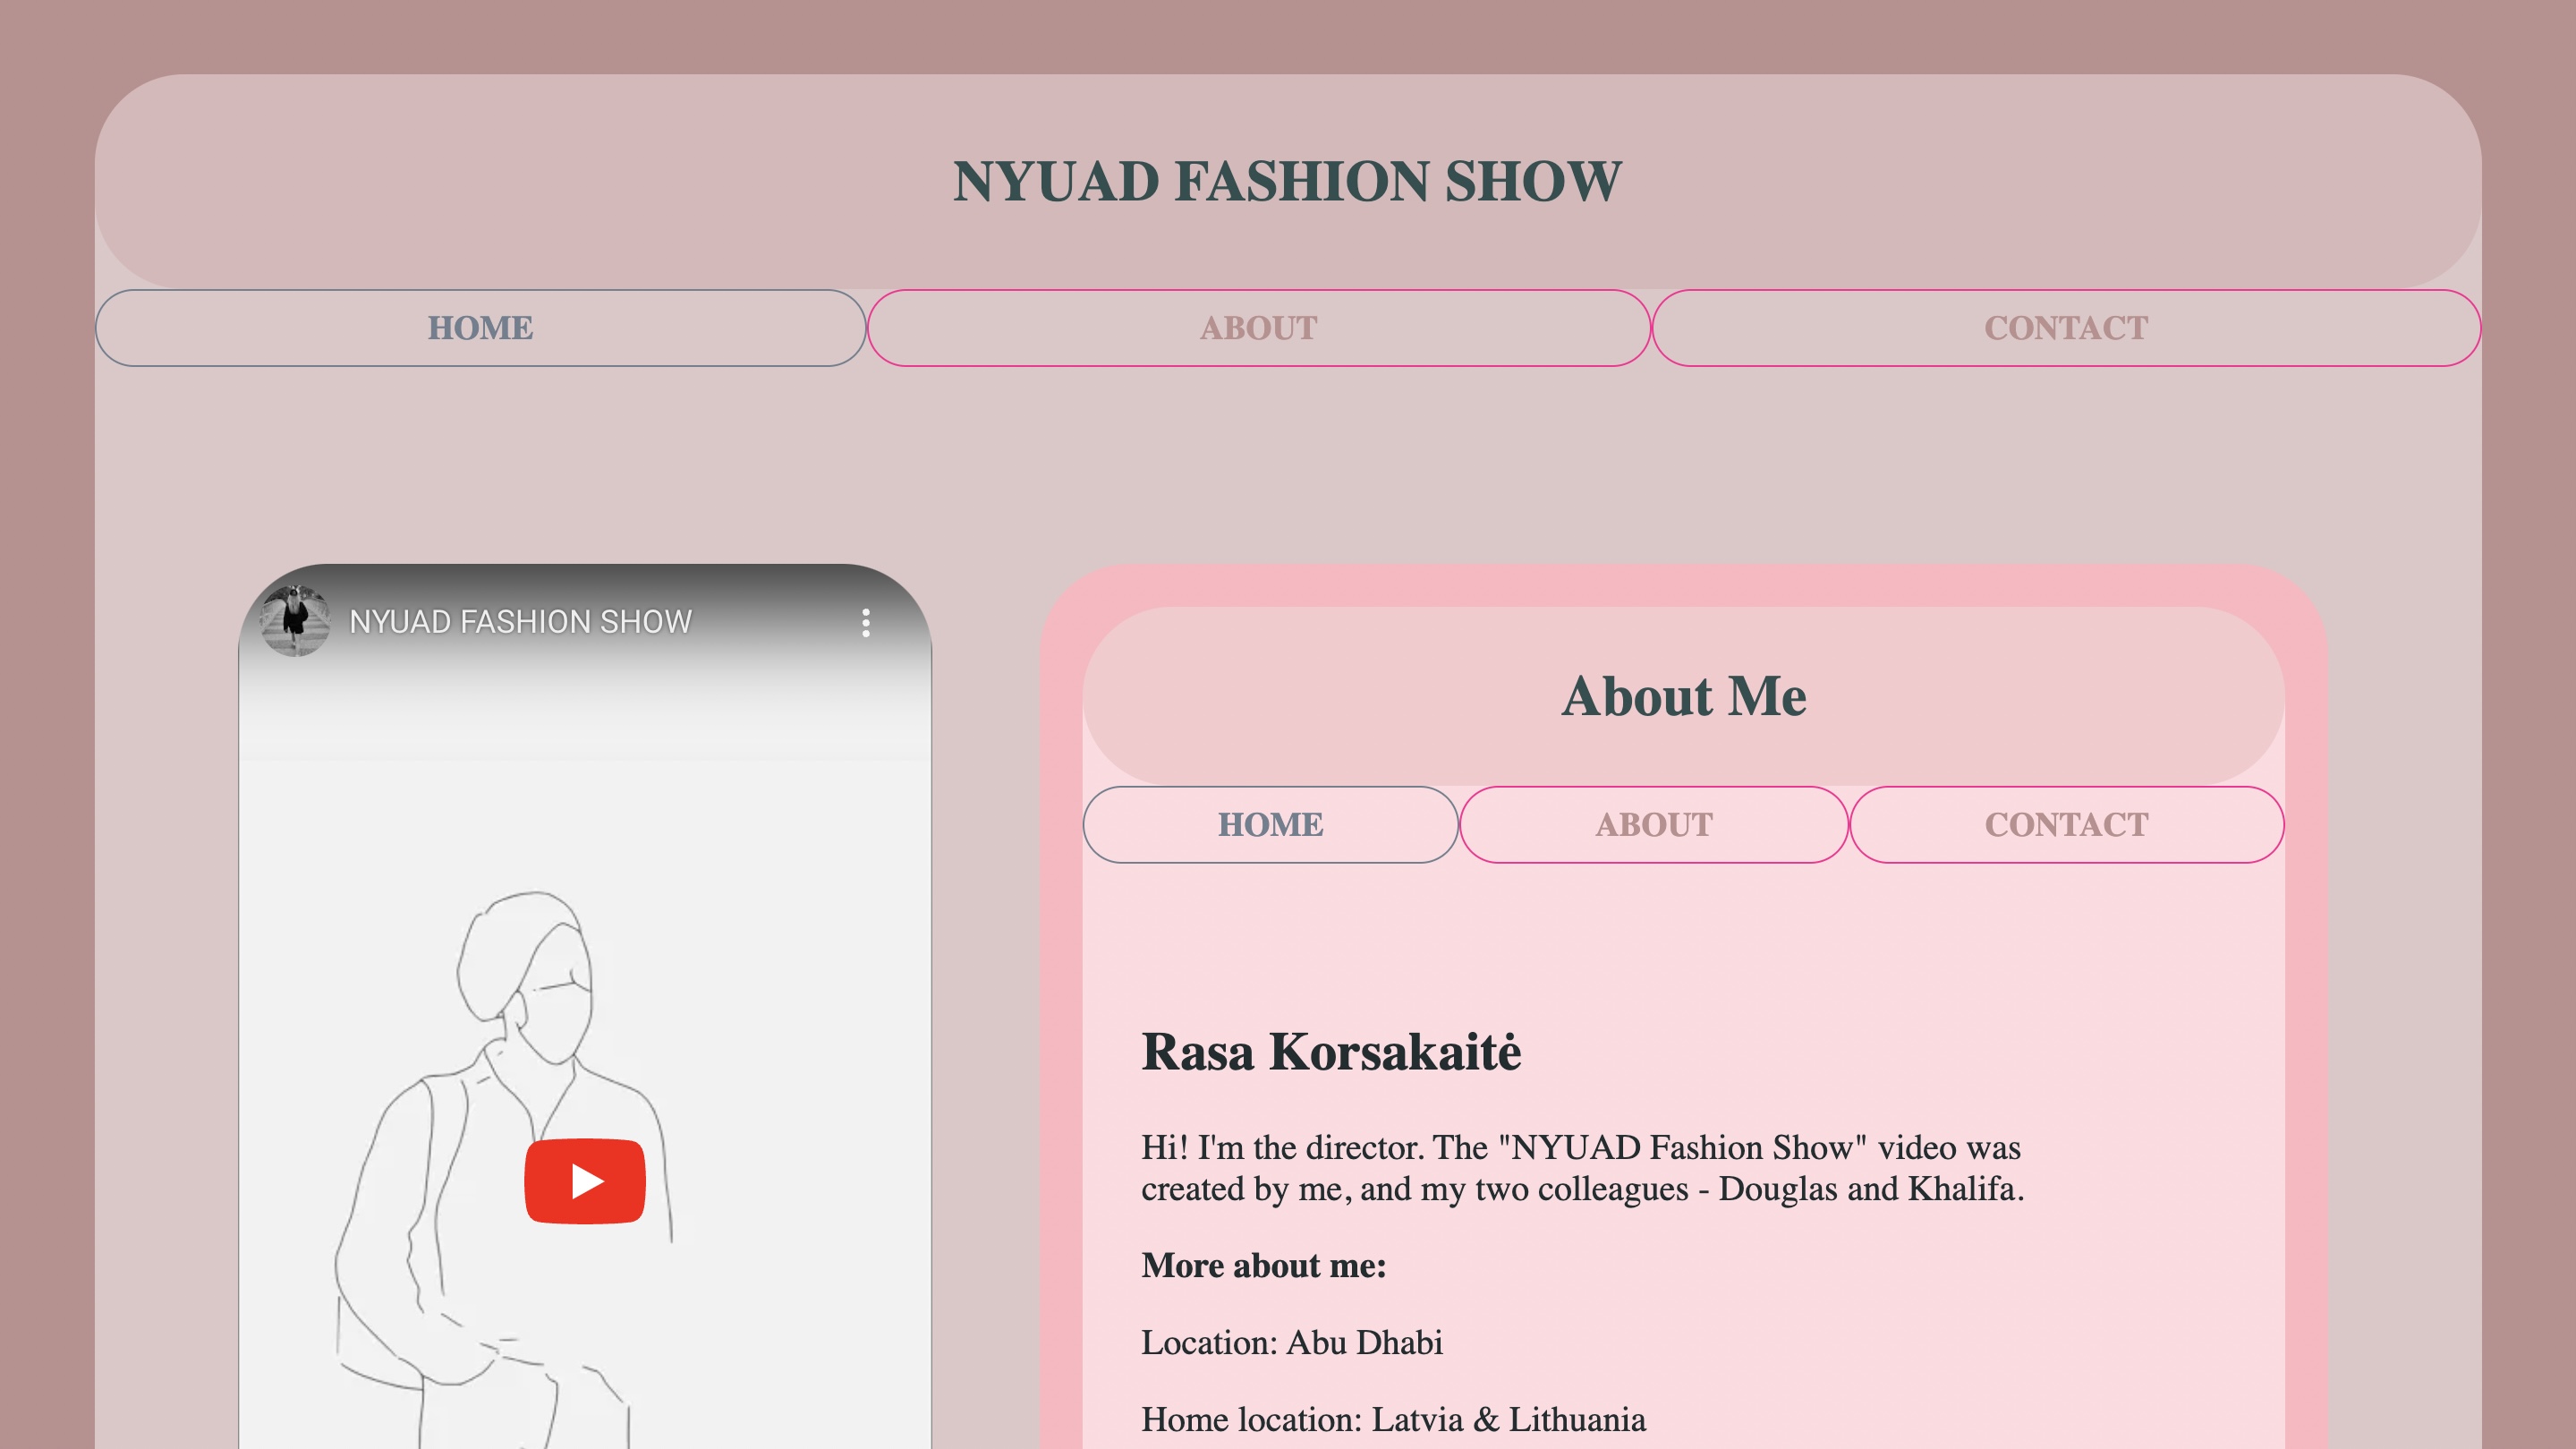 NYUAD FASHION SHOW
HOME ABOUT CONTACT
NYUAD FASHION SHOW
About Me
HOME ABOUT CONTACT
Rasa Korsakaitė
Hi! I'm the director. The "NYUAD Fashion Show" video was
created by me, and my two colleagues - Douglas and Khalifa.
More about me:
Location: Abu Dhabi
Home location: Latvia & Lithuania